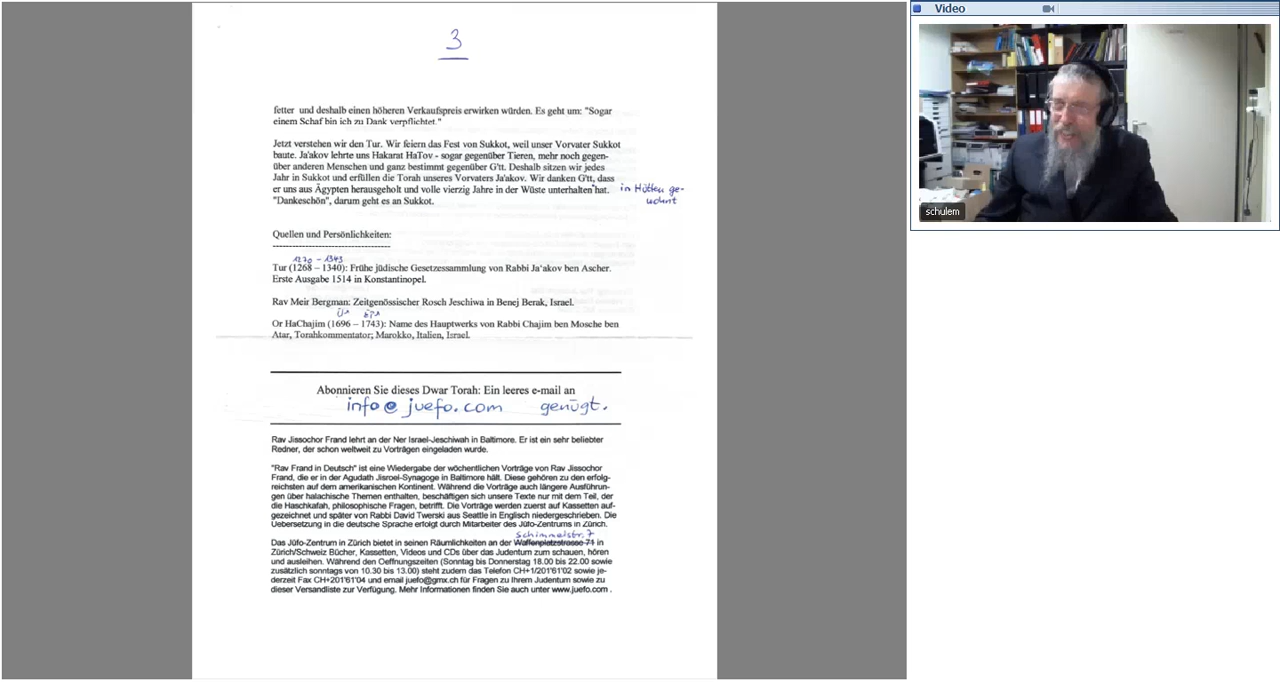 3
fetter und deshalb einen höheren Verkaufspreis erwirken würden. Es geht um: "Sogar
einem Schaf bin ich zu Dank verpflichtet."
Jetzt verstehen wir den Tur. Wir feiern das Fest von Sukkot, weil unser Vorvater Sukkot
baute. Ja'akov lehrte uns Hakarat HaTov - sogar gegenüber Tieren, mehr noch gegen-
über anderen Menschen und ganz bestimmt gegenüber G'tt. Deshalb sitzen wir jedes
Jahr in Sukkot und erfüllen die Torah unseres Vorvaters Ja'akov. Wir danken G'tt, dass
er uns aus Ägypten herausgeholt und volle vierzig Jahre in der Wüste unterhalten hat. in Hütten ge-
"Dankeschön", darum geht es an Sukkot.
Quellen und Persönlichkeiten:
----------------------------------
1270 - 1343
Tur (1268 – 1340): Frühe jüdische Gesetzessammlung von Rabbi Ja'akov ben Ascher.
Erste Ausgabe 1514 in Konstantinopel.
Rav Meir Bergman: Zeitgenössischer Rosch Jeschiwa in Benej Berak, Israel.
Or HaChajim (1696 – 1743): Name des Hauptwerks von Rabbi Chajim ben Mosche ben
Atar, Torahkommentator; Marokko, Italien, Israel.
Abonnieren Sie dieses Dwar Torah: Ein leeres e-mail an
info@juefo.com genügt.
Rav Jissochor Frand lehrt an der Ner Israel-Jeschiwah in Baltimore. Er ist ein sehr beliebter
Redner, der schon weltweit zu Vorträgen eingeladen wurde.
"Rav Frand in Deutsch" ist eine Wiedergabe der wöchentlichen Vorträge von Rav Jissochor
Frand, die er in der Agudath Jisroel-Synagoge in Baltimore hält. Diese gehören zu den erfolg-
reichsten auf dem amerikanischen Kontinent. Während die Vorträge auch längere Ausführun-
gen über halachische Themen enthalten, beschäftigen sich unsere Texte nur mit dem Teil, der
die Haschkafah, philosophische Fragen, betrifft. Die Vorträge werden zuerst auf Kassetten auf-
gezeichnet und später von Rabbi David Twerski aus Seattle in Englisch niedergeschrieben. Die
Uebersetzung in die deutsche Sprache erfolgt durch Mitarbeiter des Jüfo-Zentrums in Zürich.
Schimmelstr. 7
Das Jüfo-Zentrum in Zürich bietet in seinen Räumlichkeiten an der Waffenplatzstrasse 71 in
Zürich/Schweiz Bücher, Kassetten, Videos und CDs über das Judentum zum schauen, hören
und ausleihen. Während den Oeffnungszeiten (Sonntag bis Donnerstag 18.00 bis 22.00 sowie
zusätzlich sonntags von 10.30 bis 13.00) steht zudem das Telefon CH+1/201'61'02 sowie je-
derzeit Fax CH+201'61'04 und email juefo@gmx.ch für Fragen zu Ihrem Judentum sowie zu
dieser Versandliste zur Verfügung. Mehr Informationen finden Sie auch unter www.juefo.com .
Video
schulem